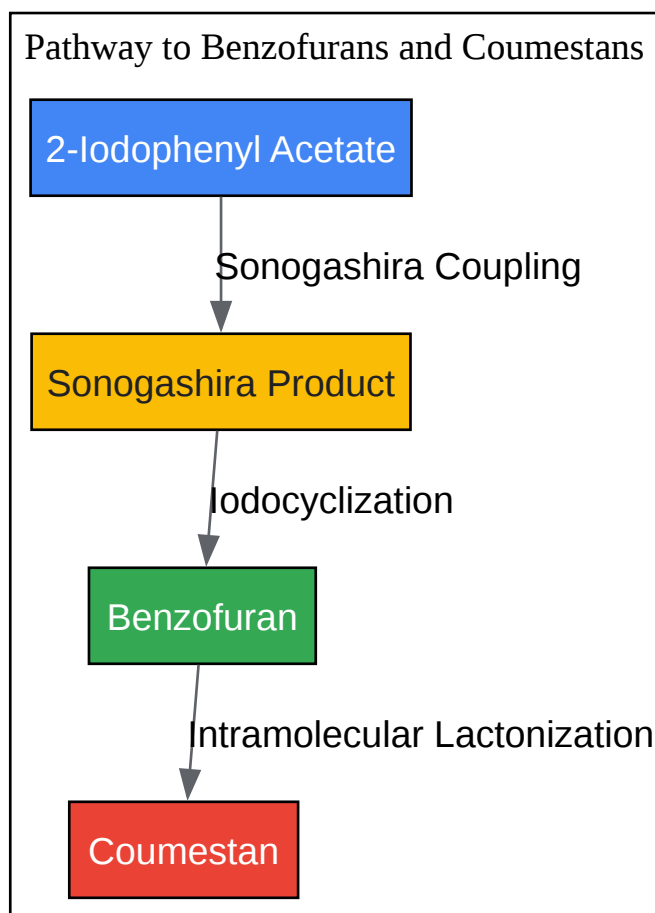 Pathway to Benzofurans and Coumestans
2-Iodophenyl Acetate
Sonogashira Coupling
Sonogashira Product
Iodocyclization
Benzofuran
Intramolecular Lactonization
Coumestan